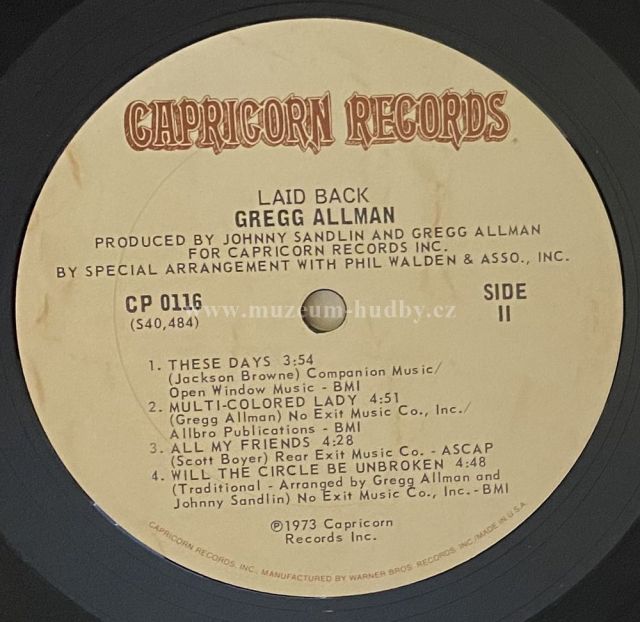 CAPRICORN RECORDS
LAID BACK
GREGG ALLMAN
PRODUCED BY JOHNNY SANDLIN AND GREGG ALLMAN
FOR CAPRICORN RECORDS INC.
BY SPECIAL ARRANGEMENT WITH PHIL WALDEN & ASSO., INC.
CP 0116
(S40,484)
www.muzeum-hudby.cz
SIDE
II
1. THESE DAYS 3:54
(Jackson Browne) Companion Music/
Open Window Music - BMI
2. MULTI-COLORED LADY 4:51
(Gregg Allman) No Exit Music Co., Inc./
Allbro Publications - BMI
3. ALL MY FRIENDS 4:28
(Scott Boyer) Rear Exit Music Co. - ASCAP
4. WILL THE CIRCLE BE UNBROKEN 4:48
(Traditional - Arranged by Gregg Allman and
Johnny Sandlin) No Exit Music Co., Inc. - BMI
℗1973 Capricorn
Records Inc.
CAPRICORN RECORDS, INC., MANUFACTURED BY WARNER BROS. RECORDS, INC./MADE IN U.S.A.